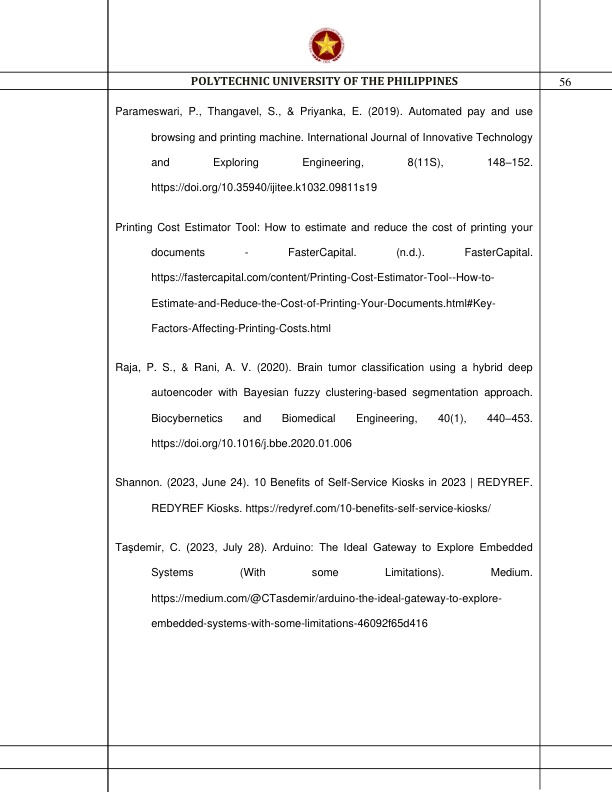 POLYTECHNIC UNIVERSITY OF THE PHILIPPINES 56
Parameswari, P., Thangavel, S., & Priyanka, E. (2019). Automated pay and use
browsing and printing machine. International Journal of Innovative Technology
and Exploring Engineering, 8(11S), 148–152.
https://doi.org/10.35940/ijitee.k1032.09811s19
Printing Cost Estimator Tool: How to estimate and reduce the cost of printing your
documents - FasterCapital. (n.d.). FasterCapital.
https://fastercapital.com/content/Printing-Cost-Estimator-Tool--How-to-
Estimate-and-Reduce-the-Cost-of-Printing-Your-Documents.html#Key-
Factors-Affecting-Printing-Costs.html
Raja, P. S., & Rani, A. V. (2020). Brain tumor classification using a hybrid deep
autoencoder with Bayesian fuzzy clustering-based segmentation approach.
Biocybernetics and Biomedical Engineering, 40(1), 440–453.
https://doi.org/10.1016/j.bbe.2020.01.006
Shannon. (2023, June 24). 10 Benefits of Self-Service Kiosks in 2023 | REDYREF.
REDYREF Kiosks. https://redyref.com/10-benefits-self-service-kiosks/
Taşdemir, C. (2023, July 28). Arduino: The Ideal Gateway to Explore Embedded
Systems (With some Limitations). Medium.
https://medium.com/@CTasdemir/arduino-the-ideal-gateway-to-explore-
embedded-systems-with-some-limitations-46092f65d416